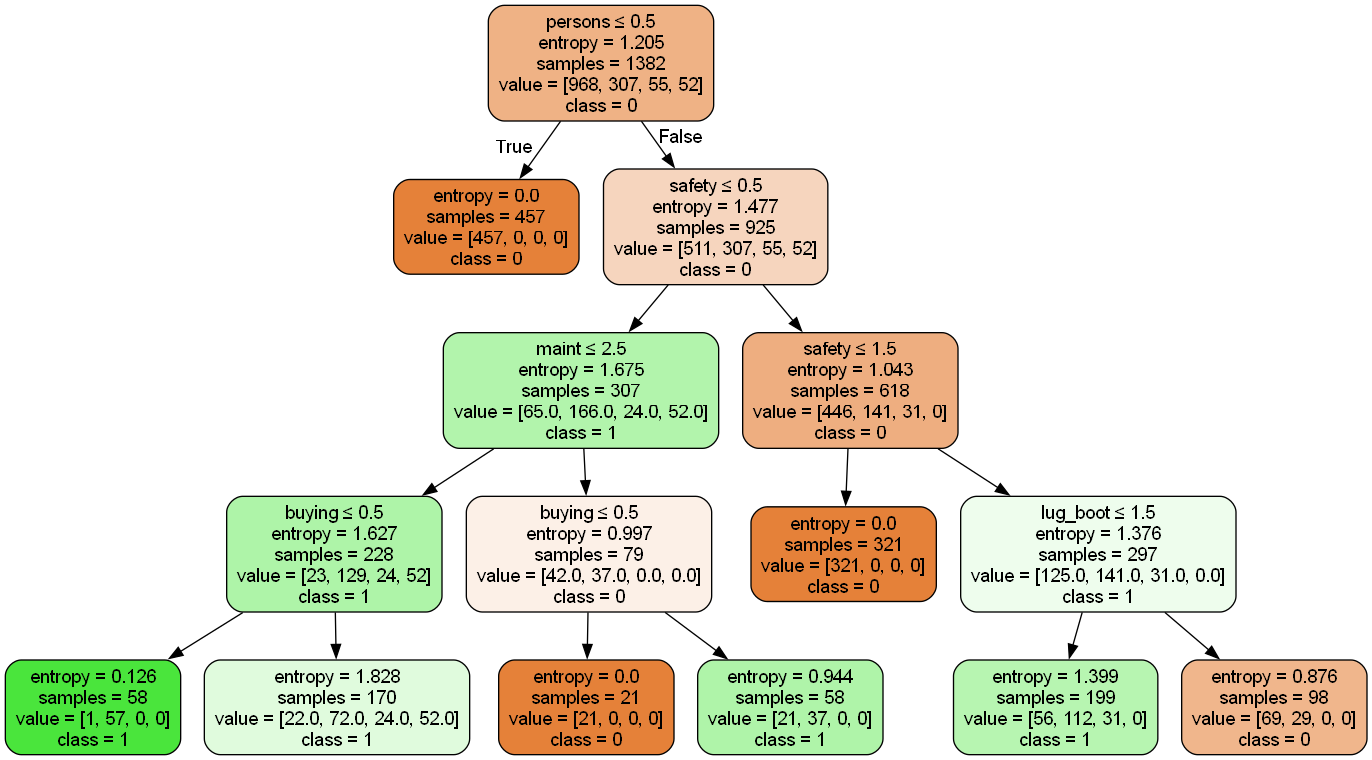 persons ≤ 0.5
entropy = 1.205
samples = 1382
value = [968, 307, 55, 52]
class = 0
True
False
entropy = 0.0
samples = 457
value = [457, 0, 0, 0]
class = 0
safety ≤ 0.5
entropy = 1.477
samples = 925
value = [511, 307, 55, 52]
class = 0
maint ≤ 2.5
entropy = 1.675
samples = 307
value = [65.0, 166.0, 24.0, 52.0]
class = 1
safety ≤ 1.5
entropy = 1.043
samples = 618
value = [446, 141, 31, 0]
class = 0
buying ≤ 0.5
entropy = 1.627
samples = 228
value = [23, 129, 24, 52]
class = 1
buying ≤ 0.5
entropy = 0.997
samples = 79
value = [42.0, 37.0, 0.0, 0.0]
class = 0
entropy = 0.0
samples = 321
value = [321, 0, 0, 0]
class = 0
lug_boot ≤ 1.5
entropy = 1.376
samples = 297
value = [125.0, 141.0, 31.0, 0.0]
class = 1
entropy = 0.126
samples = 58
value = [1, 57, 0, 0]
class = 1
entropy = 1.828
samples = 170
value = [22.0, 72.0, 24.0, 52.0]
class = 1
entropy = 0.0
samples = 21
value = [21, 0, 0, 0]
class = 0
entropy = 0.944
samples = 58
value = [21, 37, 0, 0]
class = 1
entropy = 1.399
samples = 199
value = [56, 112, 31, 0]
class = 1
entropy = 0.876
samples = 98
value = [69, 29, 0, 0]
class = 0